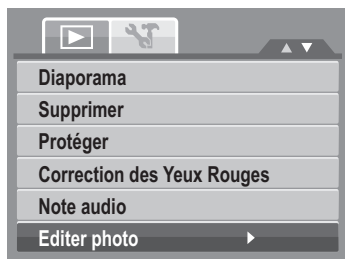 Diaporama
Supprimer
Protéger
Correction des Yeux Rouges
Note audio
Editer photo